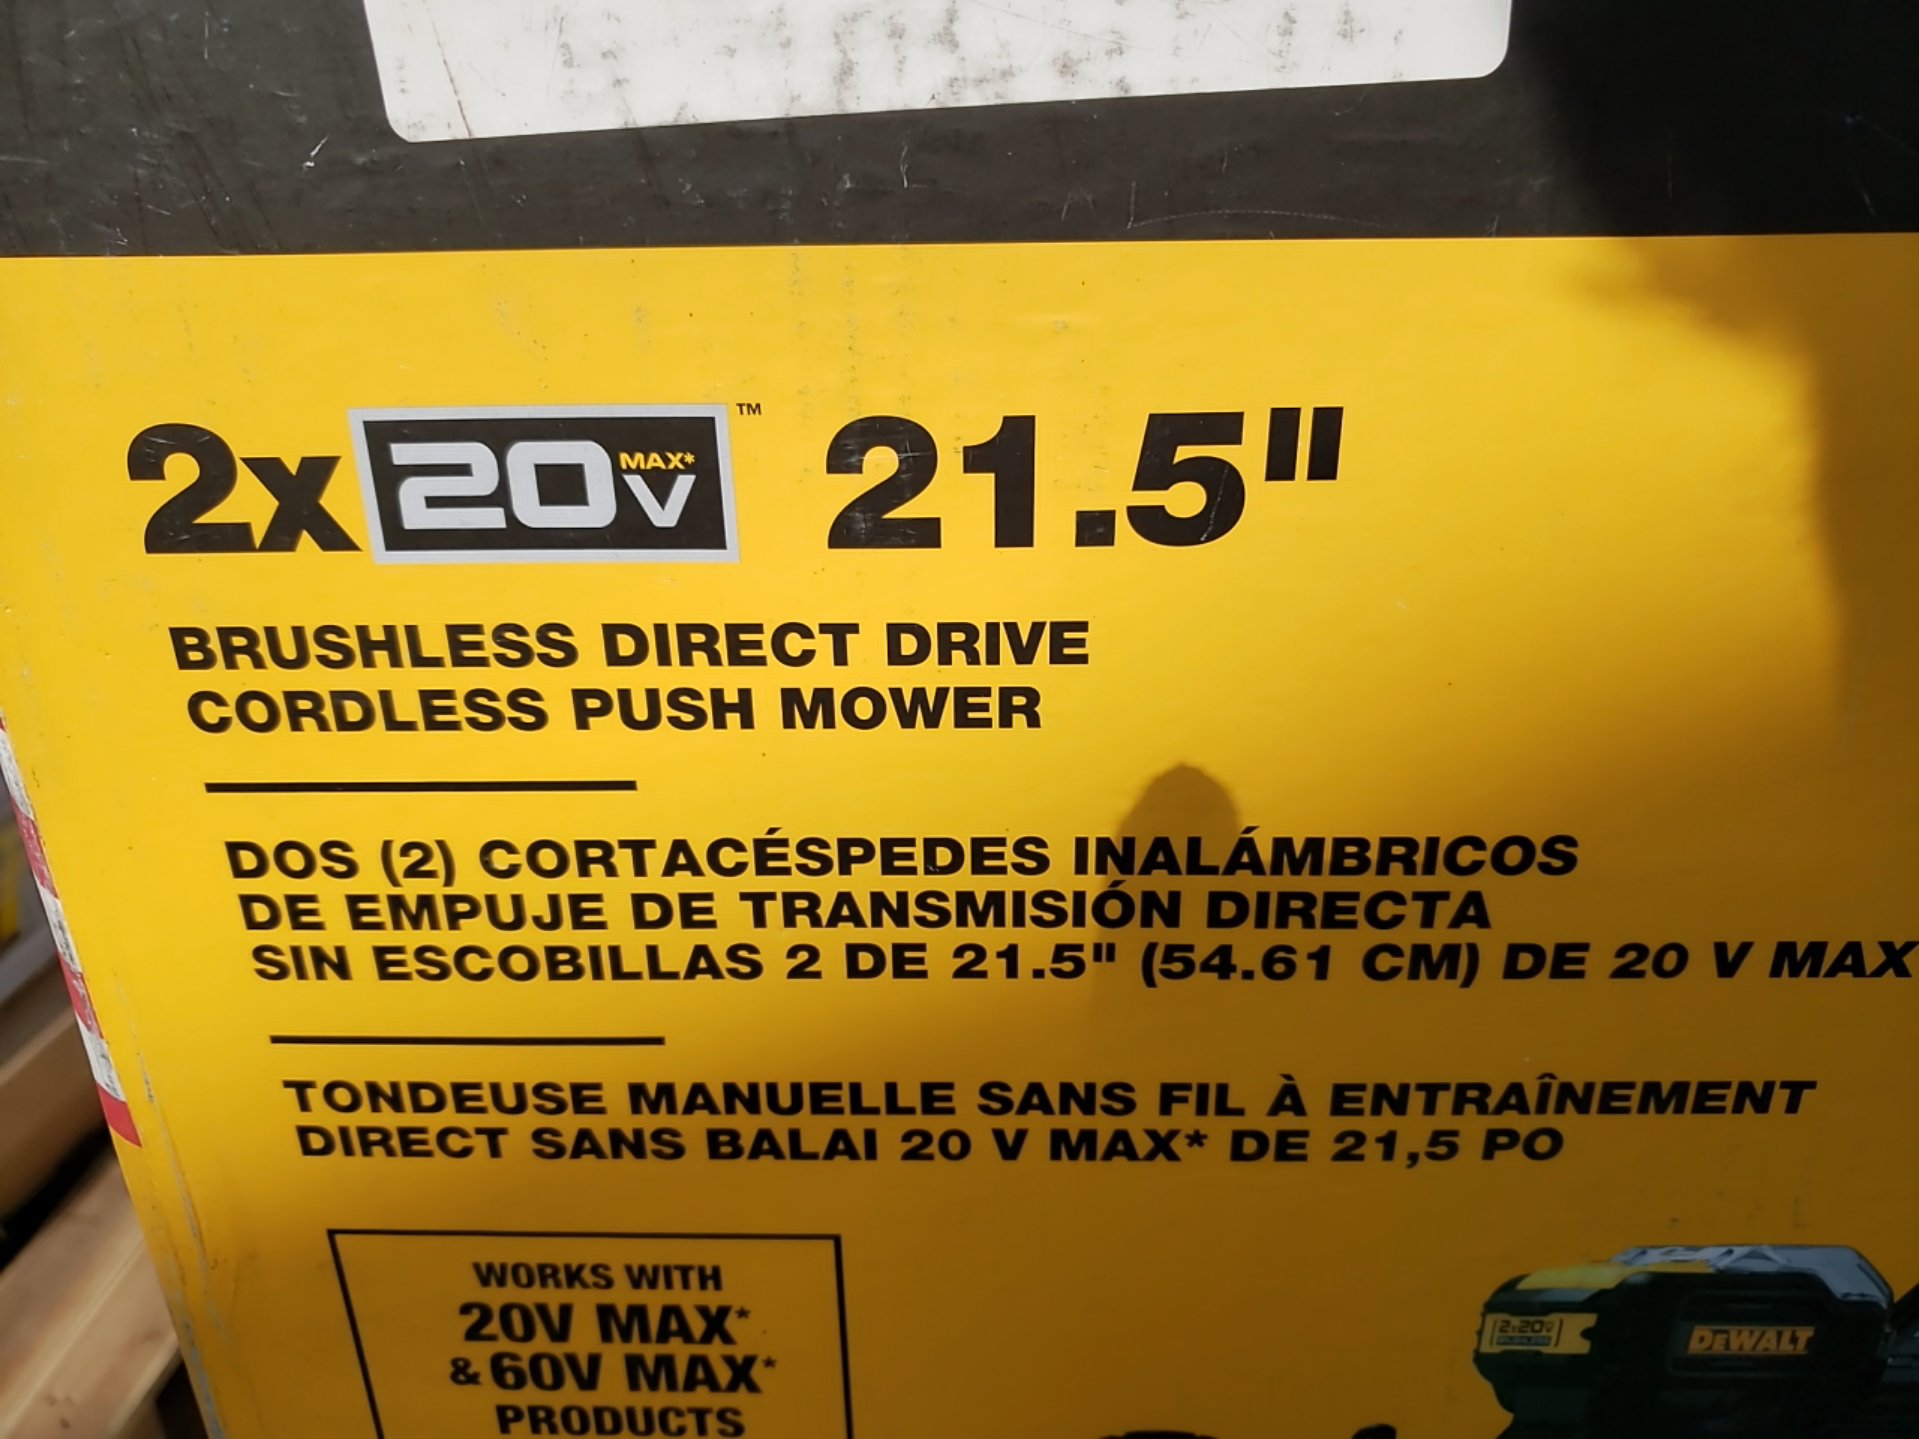 2x 20V MAX*™ 21.5"
BRUSHLESS DIRECT DRIVE
CORDLESS PUSH MOWER
DOS (2) CORTACÉSPEDES INALÁMBRICOS
DE EMPUJE DE TRANSMISIÓN DIRECTA
SIN ESCOBILLAS 2 DE 21.5" (54.61 CM) DE 20 V MAX
TONDEUSE MANUELLE SANS FIL À ENTRAÎNEMENT
DIRECT SANS BALAI 20 V MAX* DE 21,5 PO
WORKS WITH
20V MAX*
& 60V MAX*
PRODUCTS
2x20V
BRUSHLESS
DEWALT